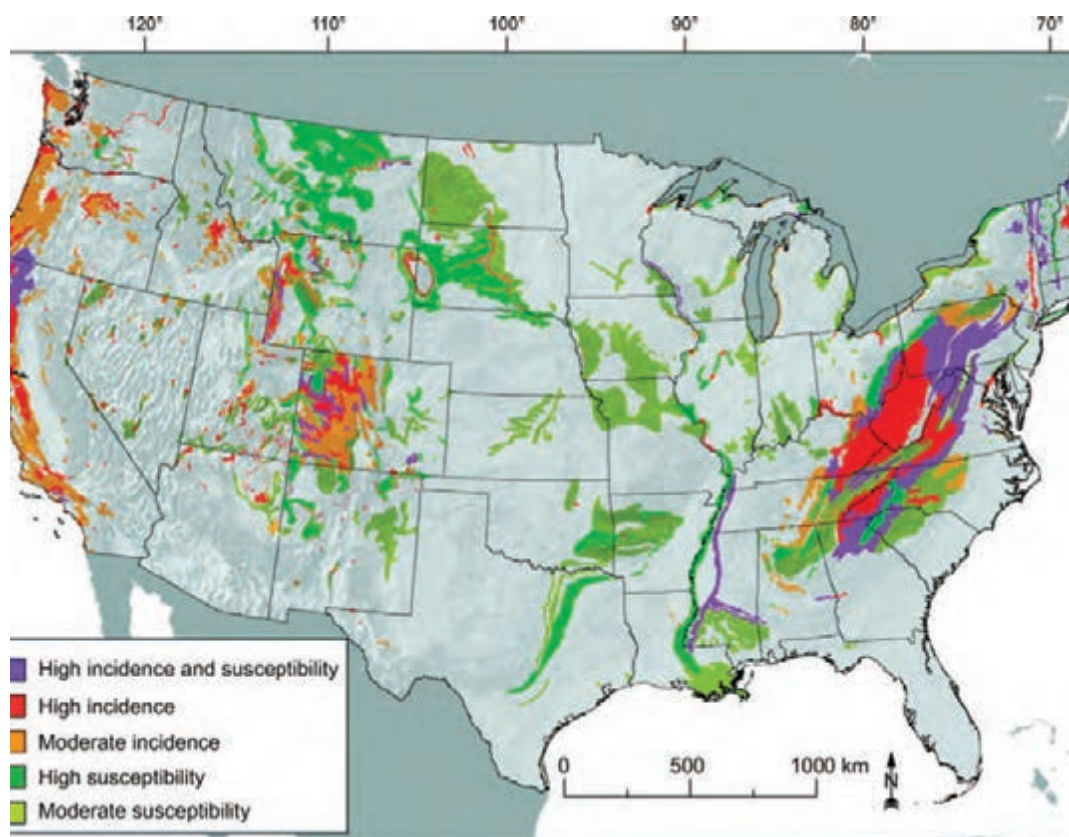 120° 110° 100° 90° 80° 70°
High incidence and susceptibility
High incidence
Moderate incidence
High susceptibility
Moderate susceptibility
0 500 1000 km
N